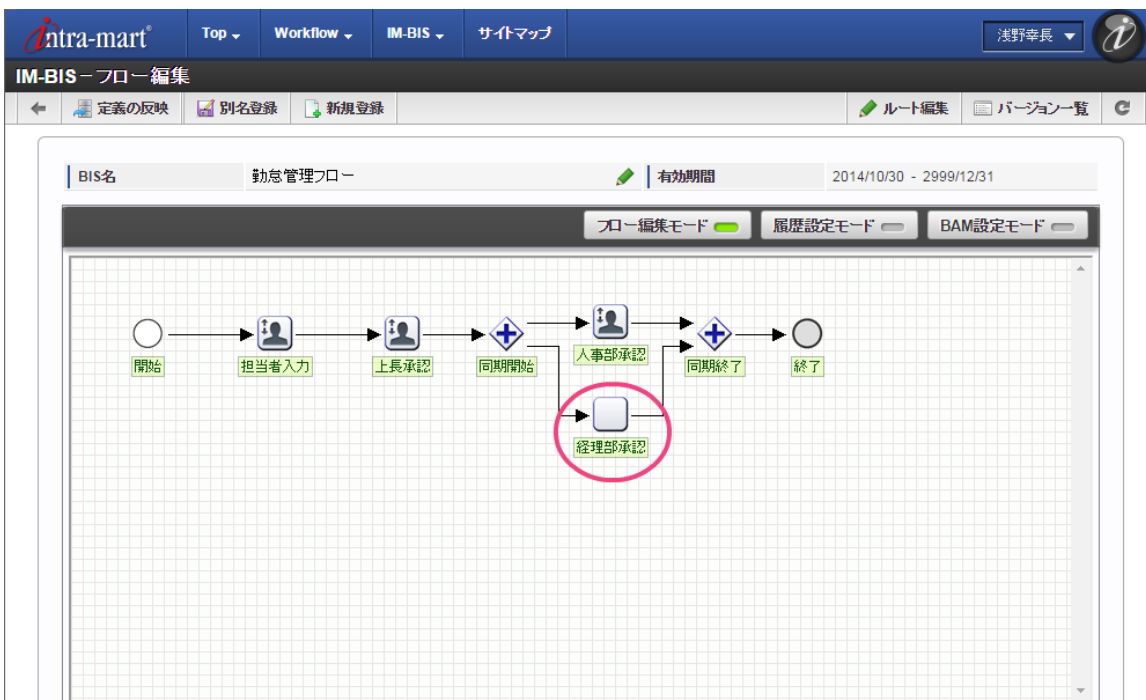 intra-mart® Top Workflow IM-BIS サイトマップ 浅野幸長
IM-BIS－フロー編集
定義の反映 別名登録 新規登録 ルート編集 バージョン一覧
BIS名 勤怠管理フロー 有効期間 2014/10/30 - 2999/12/31
フロー編集モード 履歴設定モード BAM設定モード
開始 担当者入力 上長承認 同期開始 人事部承認 同期終了 終了
経理部承認